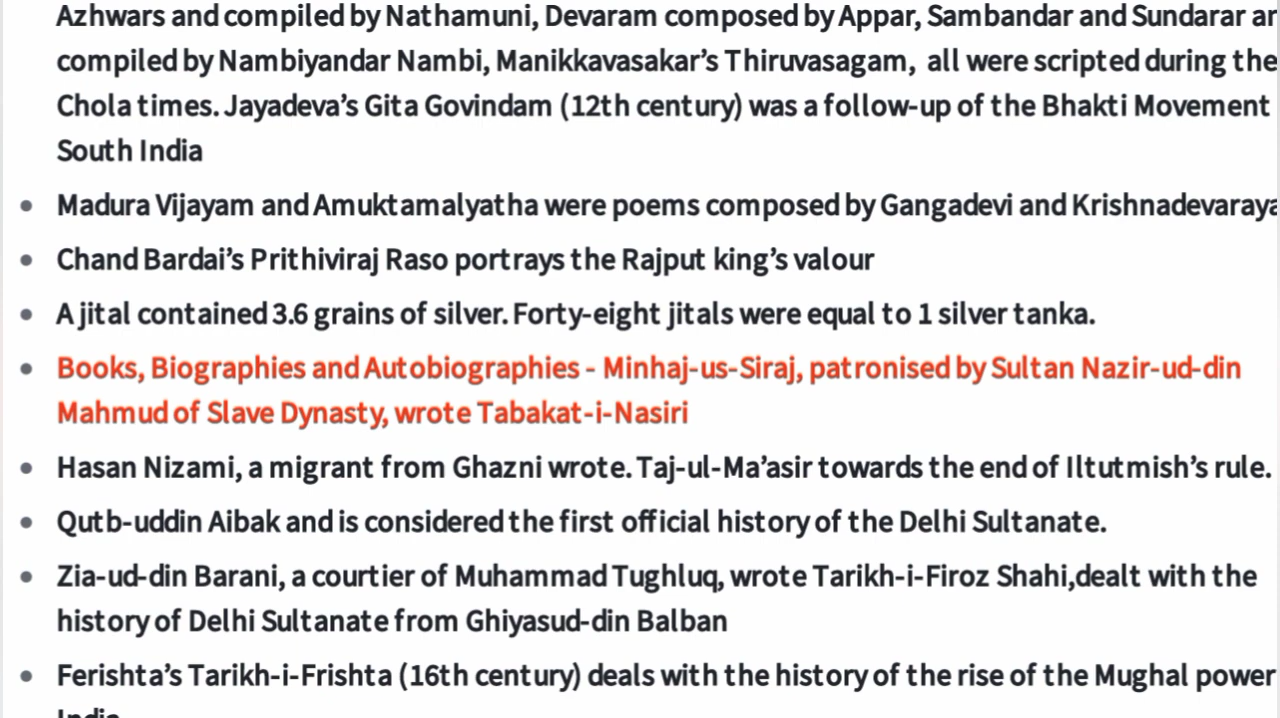 Azhwars and compiled by Nathamuni, Devaram composed by Appar, Sambandar and Sundarar ar
compiled by Nambiyandar Nambi, Manikkavasakar's Thiruvasagam, all were scripted during the
Chola times. Jayadeva's Gita Govindam (12th century) was a follow-up of the Bhakti Movement
South India
• Madura Vijayam and Amuktamalyatha were poems composed by Gangadevi and Krishnadevaraya
• Chand Bardai's Prithiviraj Raso portrays the Rajput king's valour
• A jital contained 3.6 grains of silver. Forty-eight jitals were equal to 1 silver tanka.
• Books, Biographies and Autobiographies - Minhaj-us-Siraj, patronised by Sultan Nazir-ud-din
Mahmud of Slave Dynasty, wrote Tabakat-i-Nasiri
• Hasan Nizami, a migrant from Ghazni wrote. Taj-ul-Ma'asir towards the end of Iltutmish's rule.
• Qutb-uddin Aibak and is considered the first official history of the Delhi Sultanate.
• Zia-ud-din Barani, a courtier of Muhammad Tughluq, wrote Tarikh-i-Firoz Shahi,dealt with the
history of Delhi Sultanate from Ghiyasud-din Balban
• Ferishta's Tarikh-i-Frishta (16th century) deals with the history of the rise of the Mughal power
India